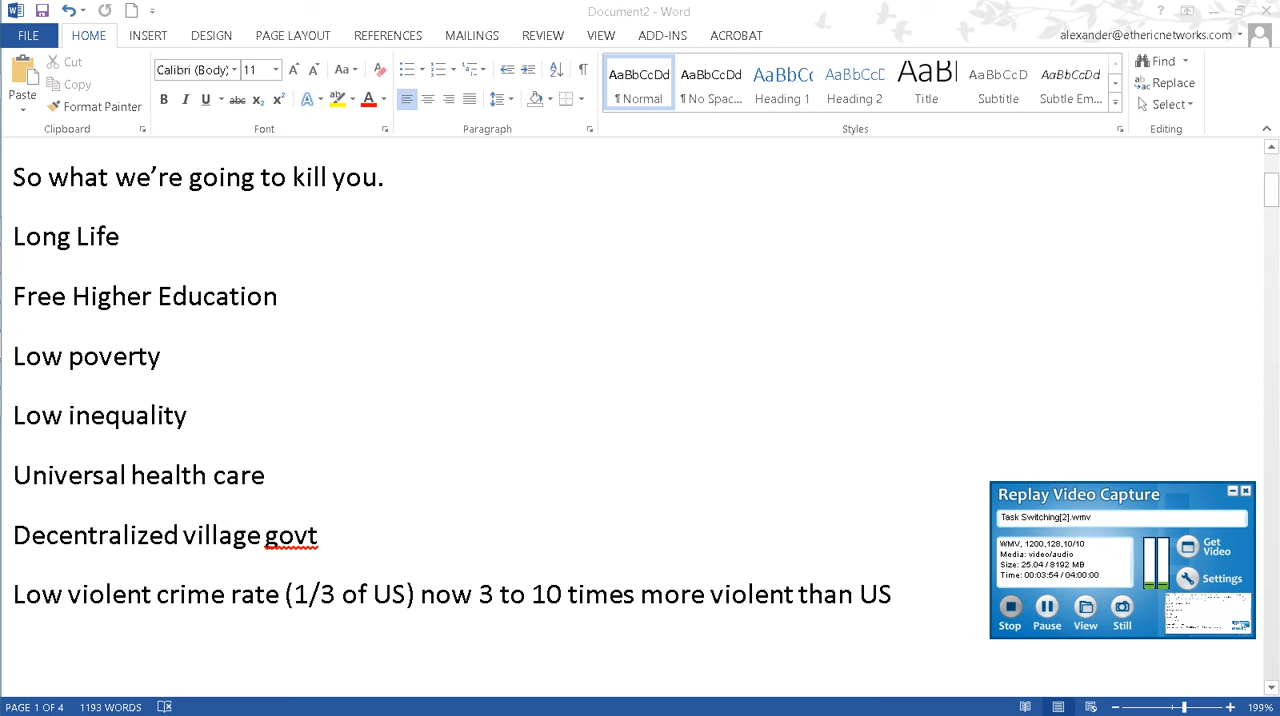 Document2 - Word
FILE HOME INSERT DESIGN PAGE LAYOUT REFERENCES MAILINGS REVIEW VIEW ADD-INS ACROBAT alexander@ethericnetworks.com
Paste Cut Copy Format Painter
Clipboard
Calibri (Body) 11
Font
Paragraph
AaBbCcDd AaBbCcDd AaBbCc AaBbCcD AaBl AaBbCcD AaBbCcDd
¶ Normal ¶ No Spac... Heading 1 Heading 2 Title Subtitle Subtle Em...
Styles
Find
Replace
Select
Editing
So what we’re going to kill you.
Long Life
Free Higher Education
Low poverty
Low inequality
Universal health care
Decentralized village govt
Low violent crime rate (1/3 of US) now 3 to 10 times more violent than US
Replay Video Capture
Task Switching[2].wmv
WMV, 1200,128,10/10
Media: video/audio
Size: 25.04 / 8192 MB
Time: 00:03:54 / 04:00:00
Get Video
Settings
Stop Pause View Still
PAGE 1 OF 4 1193 WORDS 199%